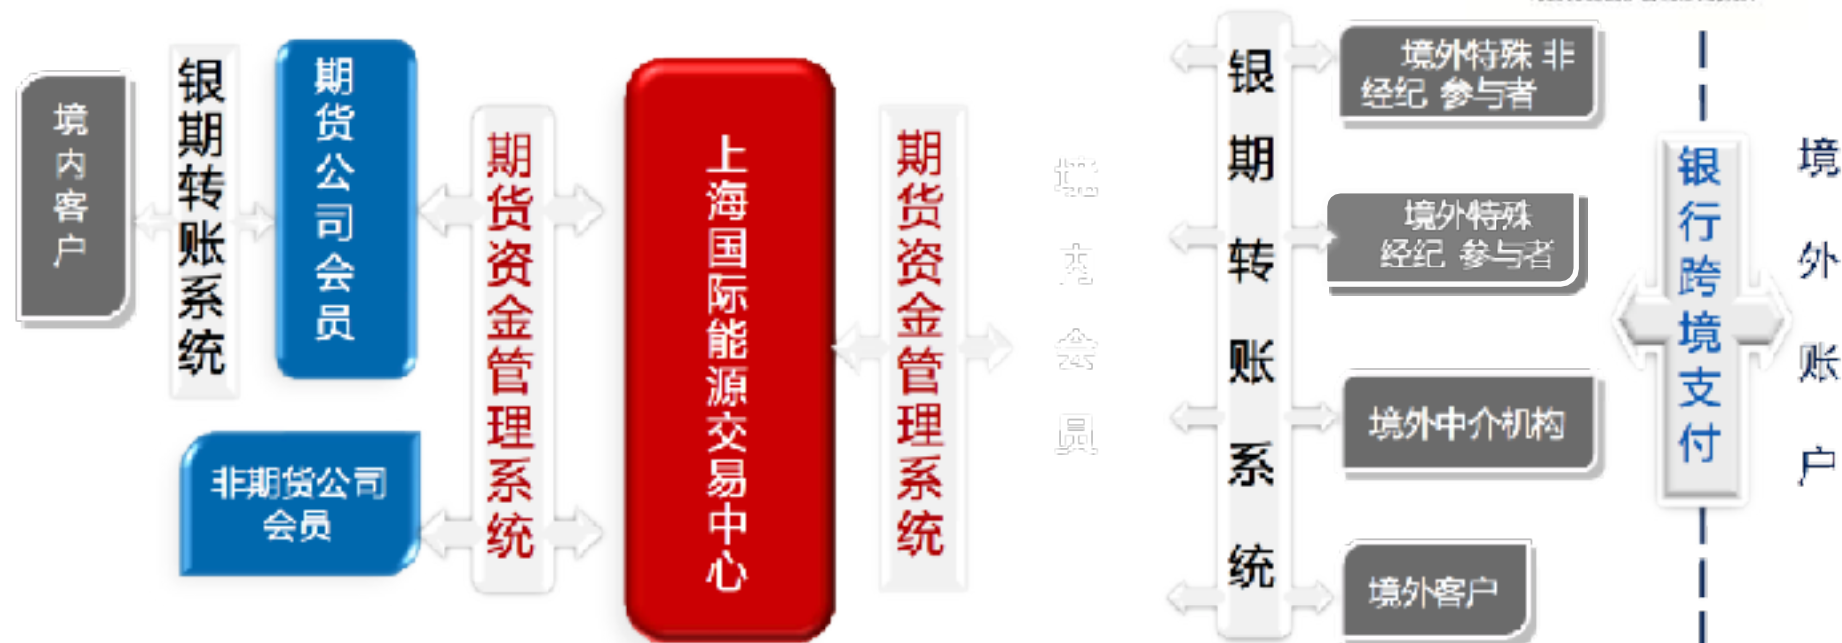 境内客户
银期转账系统
期货公司会员
非期货公司
会员
期货资金管理系统
上海国际能源交易中心
期货资金管理系统
境内会员
银期转账系统
境外特殊 非
经纪 参与者
境外特殊
经纪 参与者
境外中介机构
境外客户
银行跨境支付
境外账户